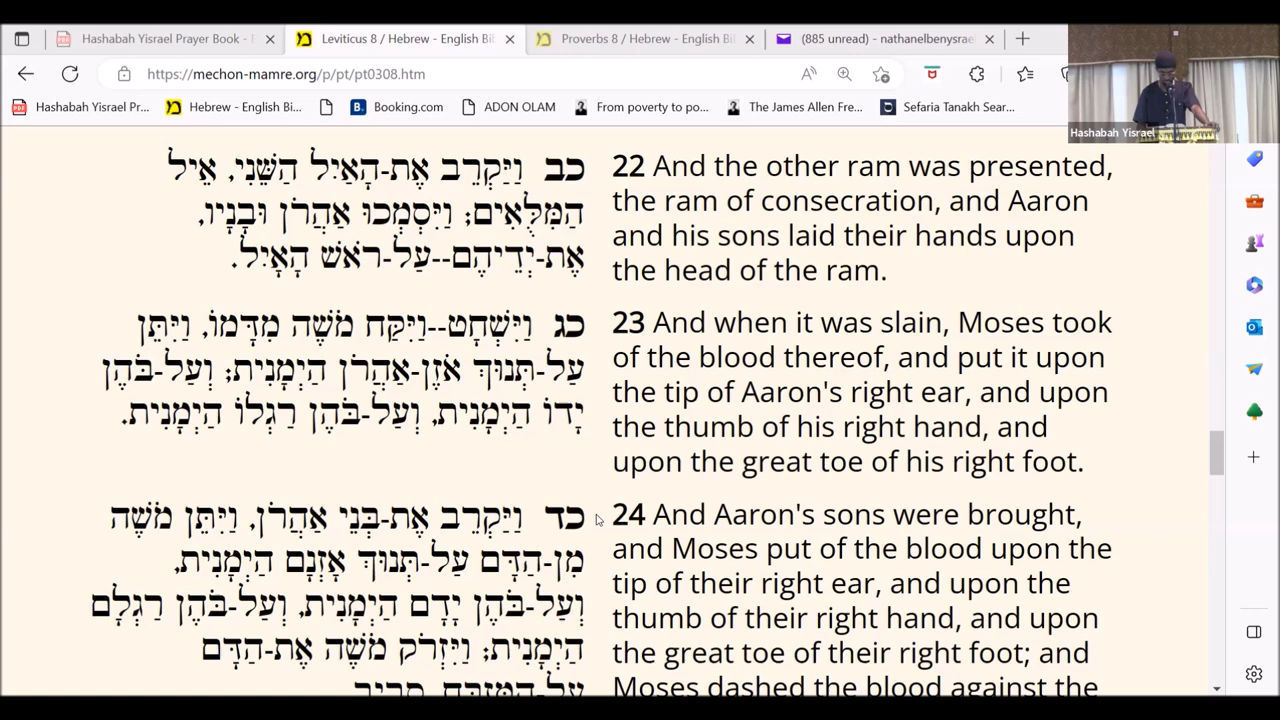 Hashabah Yisrael Prayer Book -
Leviticus 8 / Hebrew - English Bi
Proverbs 8 / Hebrew - English Bi
(885 unread) - nathanelbenysrae
https://mechon-mamre.org/p/pt/pt0308.htm
Hashabah Yisrael Pr...
Hebrew - English Bi...
Booking.com
ADON OLAM
From poverty to po...
The James Allen Fre...
Sefaria Tanakh Sear...
Hashabah Yisrael
כב וַיַּקְרֵב אֶת-הָאַיִל הַשֵּׁנִי, אֵיל
הַמִּלֻּאִים; וַיִּסְמְכוּ אַהֲרֹן וּבָנָיו,
אֶת-יְדֵיהֶם--עַל-רֹאשׁ הָאָיִל.
22 And the other ram was presented,
the ram of consecration, and Aaron
and his sons laid their hands upon
the head of the ram.
כג וַיִּשְׁחָט--וַיִּקַּח מֹשֶׁה מִדָּמוֹ, וַיִּתֵּן
עַל-תְּנוּךְ אֹזֶן-אַהֲרֹן הַיְמָנִית; וְעַל-בֹּהֶן
יָדוֹ הַיְמָנִית, וְעַל-בֹּהֶן רַגְלוֹ הַיְמָנִית.
23 And when it was slain, Moses took
of the blood thereof, and put it upon
the tip of Aaron's right ear, and upon
the thumb of his right hand, and
upon the great toe of his right foot.
כד וַיַּקְרֵב אֶת-בְּנֵי אַהֲרֹן, וַיִּתֵּן מֹשֶׁה
מִן-הַדָּם עַל-תְּנוּךְ אָזְנָם הַיְמָנִית,
וְעַל-בֹּהֶן יָדָם הַיְמָנִית, וְעַל-בֹּהֶן רַגְלָם
הַיְמָנִית; וַיִּזְרֹק מֹשֶׁה אֶת-הַדָּם
עַל-הַמִּזְבֵּחַ, סָבִיב
24 And Aaron's sons were brought,
and Moses put of the blood upon the
tip of their right ear, and upon the
thumb of their right hand, and upon
the great toe of their right foot; and
Moses dashed the blood against the